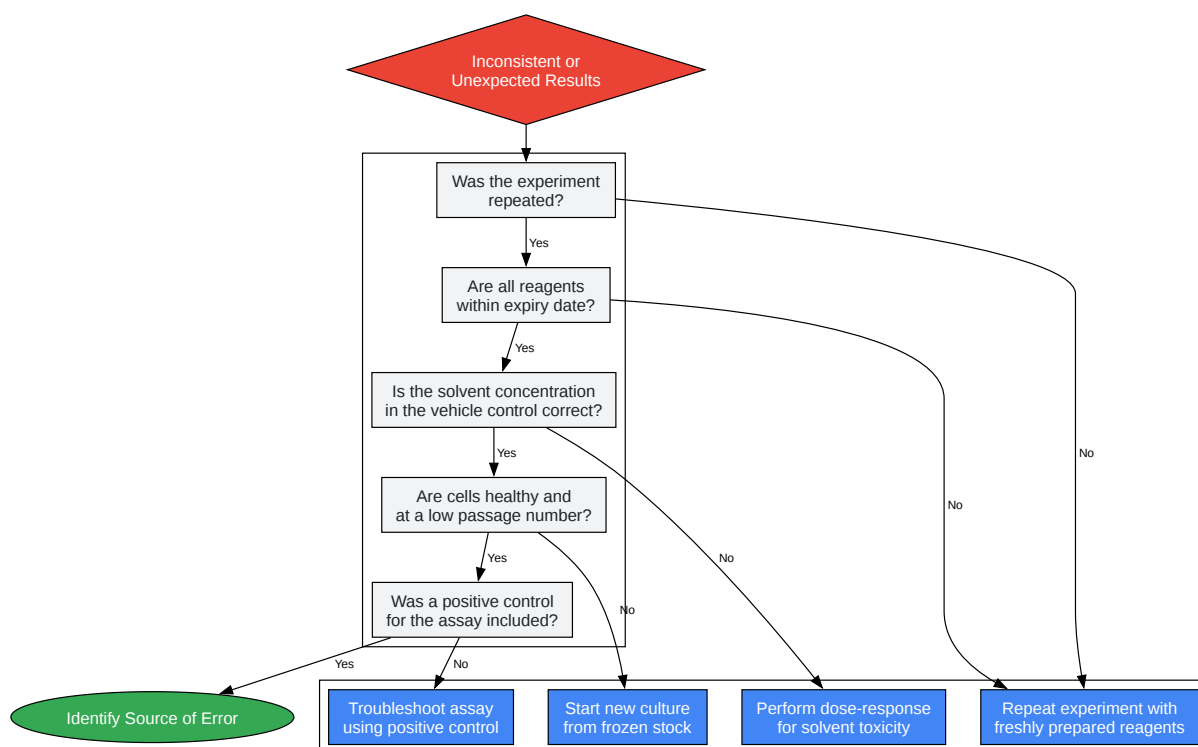 Inconsistent or
Unexpected Results
Was the experiment
repeated?
Yes
Are all reagents
within expiry date?
Yes
Is the solvent concentration
in the vehicle control correct?
Yes
No
Are cells healthy and
at a low passage number?
No
Yes
No
Was a positive control
for the assay included?
No
Yes
No
Identify Source of Error
Troubleshoot assay
using positive control
Start new culture
from frozen stock
Perform dose-response
for solvent toxicity
Repeat experiment with
freshly prepared reagents